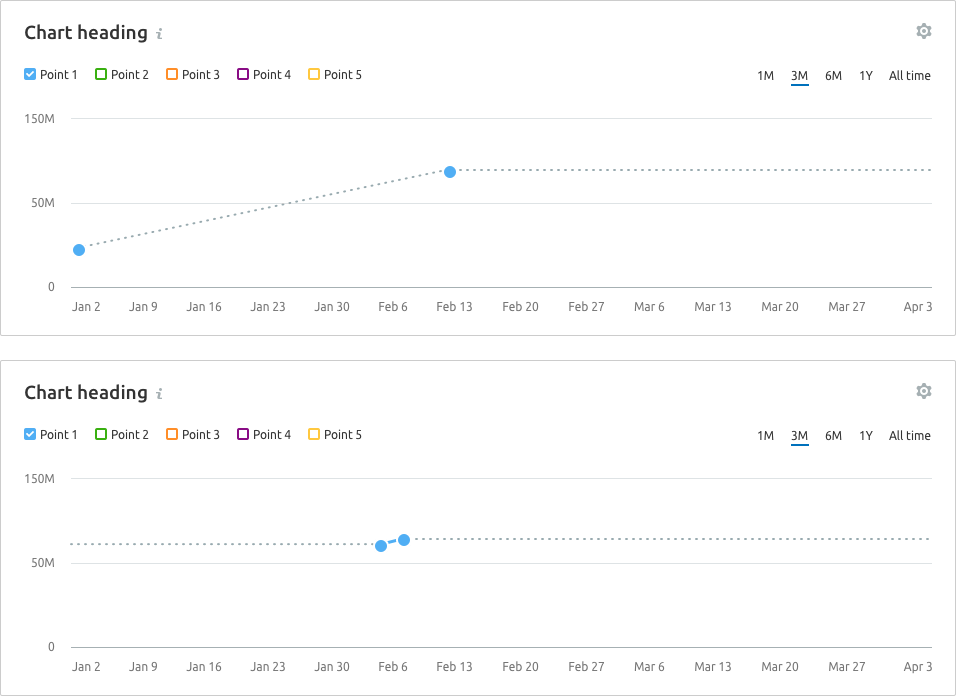 Chart heading i
Point 1 Point 2 Point 3 Point 4 Point 5
1M 3M 6M 1Y All time
150M
50M
0
Jan 2 Jan 9 Jan 16 Jan 23 Jan 30 Feb 6 Feb 13 Feb 20 Feb 27 Mar 6 Mar 13 Mar 20 Mar 27 Apr 3
Chart heading i
Point 1 Point 2 Point 3 Point 4 Point 5
1M 3M 6M 1Y All time
150M
50M
0
Jan 2 Jan 9 Jan 16 Jan 23 Jan 30 Feb 6 Feb 13 Feb 20 Feb 27 Mar 6 Mar 13 Mar 20 Mar 27 Apr 3